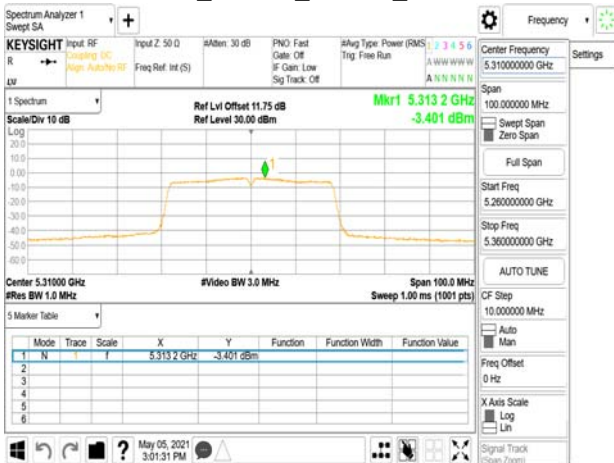 Spectrum Analyzer 1
Swept SA
+
Frequency
KEYSIGHT
R
LXI
Input: RF
Coupling: DC
Align: Auto/No RF
Input Z: 50 Ω
Freq Ref: Int (S)
#Atten: 30 dB
PNO: Fast
Gate: Off
IF Gain: Low
Sig Track: Off
#Avg Type: Power (RMS
Trig: Free Run
1 2 3 4 5 6
A W W W W W
A N N N N N
Center Frequency
5.310000000 GHz
Settings
Span
100.000000 MHz
Swept Span
Zero Span
Full Span
Start Freq
5.260000000 GHz
Stop Freq
5.360000000 GHz
AUTO TUNE
CF Step
10.000000 MHz
Auto
Man
Freq Offset
0 Hz
X Axis Scale
Log
Lin
Signal Track
(Span Zoom)
1 Spectrum
Scale/Div 10 dB
Log
Ref Lvl Offset 11.75 dB
Ref Level 30.00 dBm
Mkr1 5.313 2 GHz
-3.401 dBm
20.0
10.0
0.00
-10.0
-20.0
-30.0
-40.0
-50.0
-60.0
1
Center 5.31000 GHz
#Res BW 1.0 MHz
#Video BW 3.0 MHz
Span 100.0 MHz
Sweep 1.00 ms (1001 pts)
5 Marker Table
Mode Trace Scale X Y Function Function Width Function Value
1 N 1 f 5.313 2 GHz -3.401 dBm
2
3
4
5
6
?
May 05, 2021
3:01:31 PM